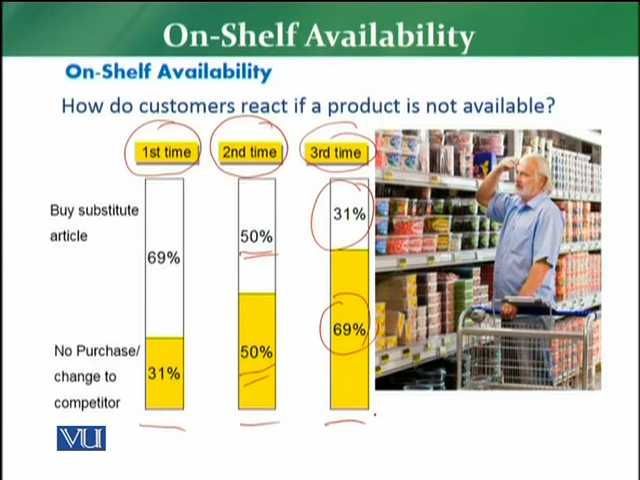 On-Shelf Availability
On-Shelf Availability
How do customers react if a product is not available?
1st time
2nd time
3rd time
Buy substitute
article
69%
50%
31%
No Purchase/
change to
competitor
31%
50%
69%
VU